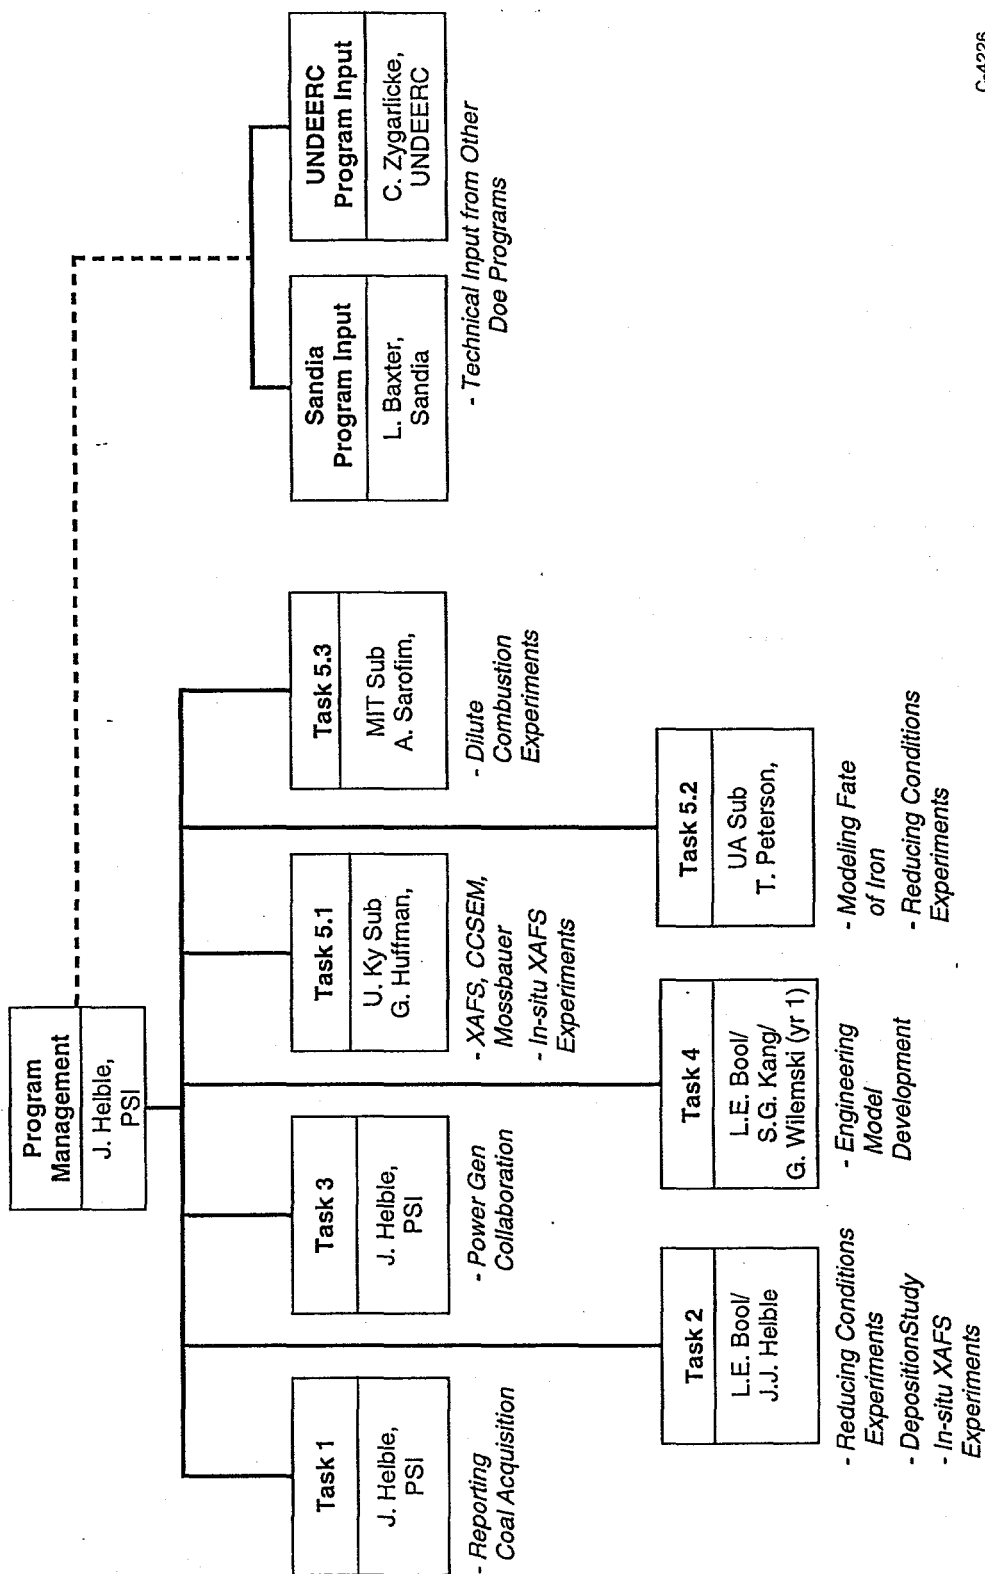 Program
Management
J. Helble,
PSI
Task 1
J. Helble,
PSI
- Reporting
Coal Acquisition
Task 3
J. Helble,
PSI
- Power Gen
Collaboration
Task 5.1
U. Ky Sub
G. Huffman,
- XAFS, CCSEM,
Mossbauer
- In-situ XAFS
Experiments
Task 5.3
MIT Sub
A. Sarofim,
- Dilute
Combustion
Experiments
Sandia
Program Input
L. Baxter,
Sandia
UNDEERC
Program Input
C. Zygarlicke,
UNDEERC
- Technical Input from Other
Doe Programs
Task 2
L.E. Bool/
J.J. Helble
- Reducing Conditions
Experiments
- DepositionStudy
- In-situ XAFS
Experiments
Task 4
L.E. Bool/
S.G. Kang/
G. Wilemski (yr 1)
- Engineering
Model
Development
Task 5.2
UA Sub
T. Peterson,
- Modeling Fate
of Iron
- Reducing Conditions
Experiments
C-4226